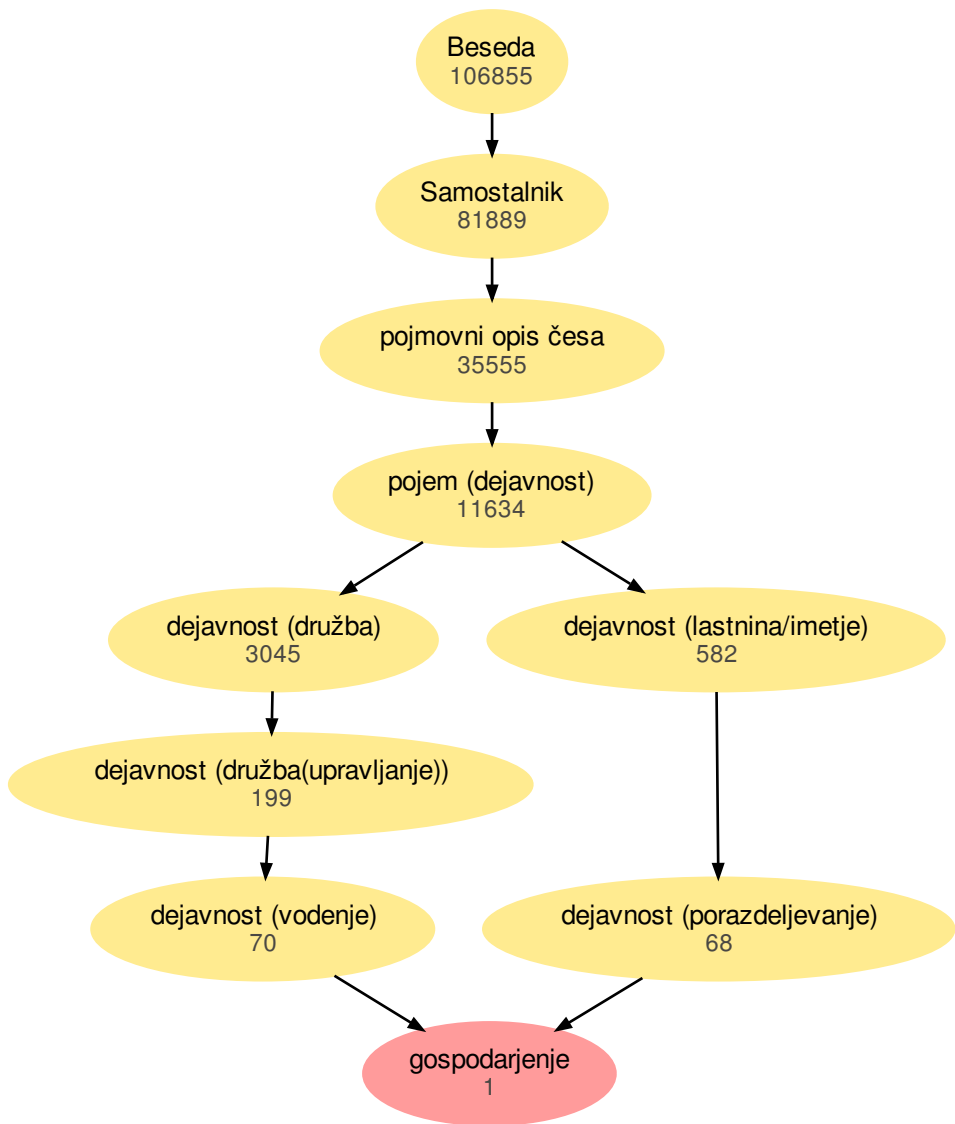 Beseda
106855
Samostalnik
81889
pojmovni opis česa
35555
pojem (dejavnost)
11634
dejavnost (družba)
3045
dejavnost (lastnina/imetje)
582
dejavnost (družba(upravljanje))
199
dejavnost (vodenje)
70
dejavnost (porazdeljevanje)
68
gospodarjenje
1